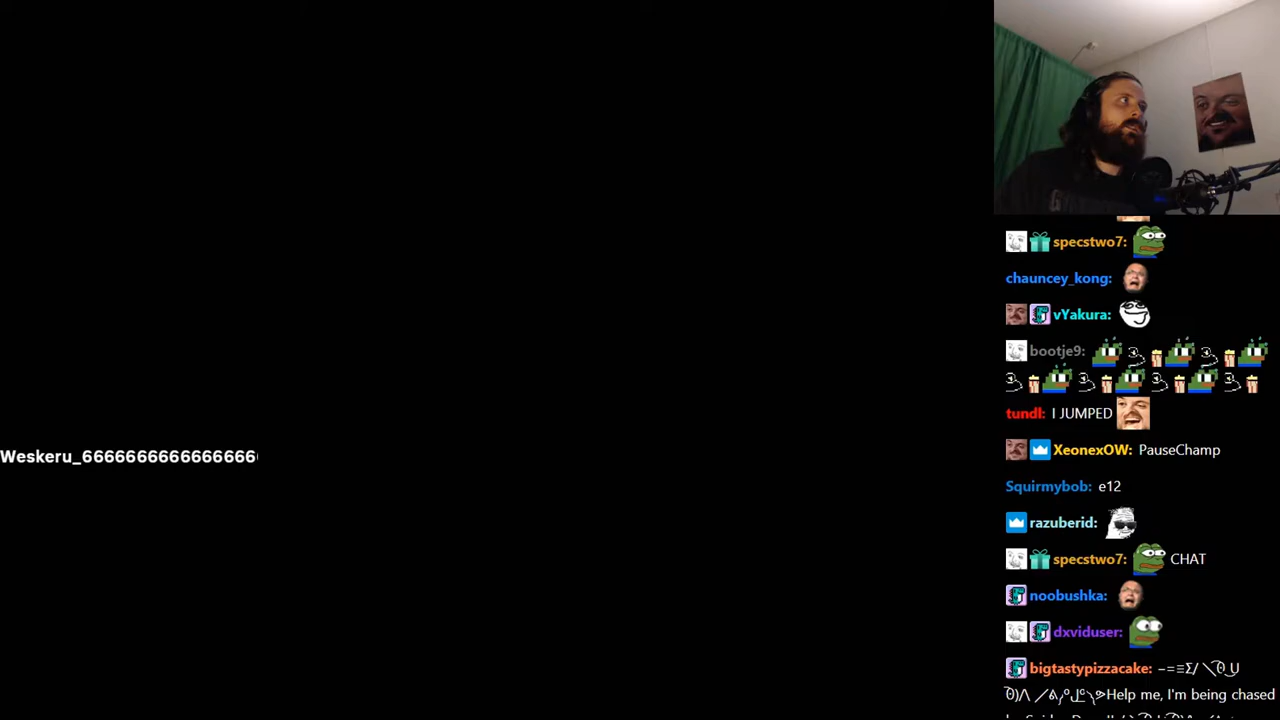 specstwo7:
chauncey_kong:
vYakura:
bootje9:
tundl: I JUMPED
XeonexOW: PauseChamp
Weskeru_6666666666666666
Squirmybob: e12
razuberid:
specstwo7: CHAT
noobushka:
dxviduser:
bigtastypizzacake:
Help me, I'm being chased